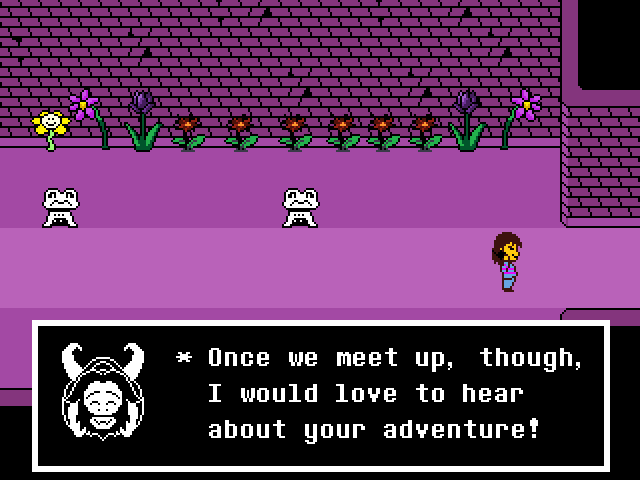 * Once we meet up, though,
I would love to hear
about your adventure!